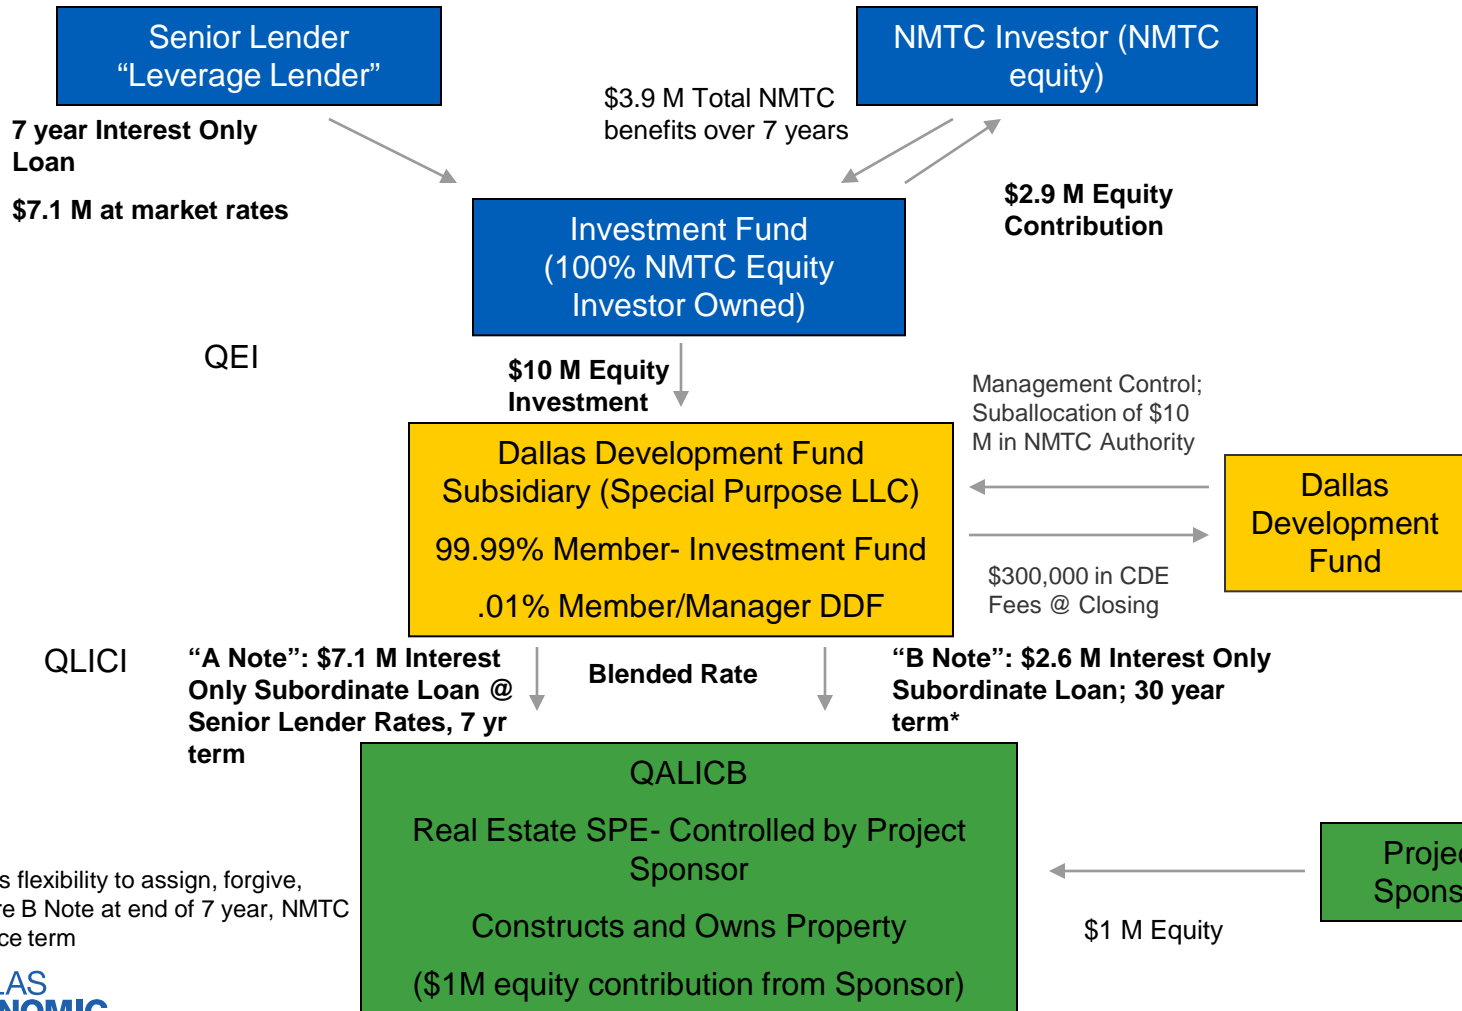 Senior Lender
“Leverage Lender”
NMTC Investor (NMTC
equity)
$3.9 M Total NMTC
benefits over 7 years
7 year Interest Only
Loan
$7.1 M at market rates
$2.9 M Equity
Contribution
Investment Fund
(100% NMTC Equity
Investor Owned)
QEI
$10 M Equity
Investment
Management Control;
Suballocation of $10
M in NMTC Authority
Dallas Development Fund
Subsidiary (Special Purpose LLC)
99.99% Member- Investment Fund
.01% Member/Manager DDF
Dallas
Development
Fund
$300,000 in CDE
Fees @ Closing
QLICI
“A Note”: $7.1 M Interest
Only Subordinate Loan @
Senior Lender Rates, 7 yr
term
Blended Rate
“B Note”: $2.6 M Interest Only
Subordinate Loan; 30 year
term*
QALICB
Real Estate SPE- Controlled by Project
Sponsor
Constructs and Owns Property
($1M equity contribution from Sponsor)
Projec
Spons
$1 M Equity
s flexibility to assign, forgive,
re B Note at end of 7 year, NMTC
ce term
LAS
NOMIC